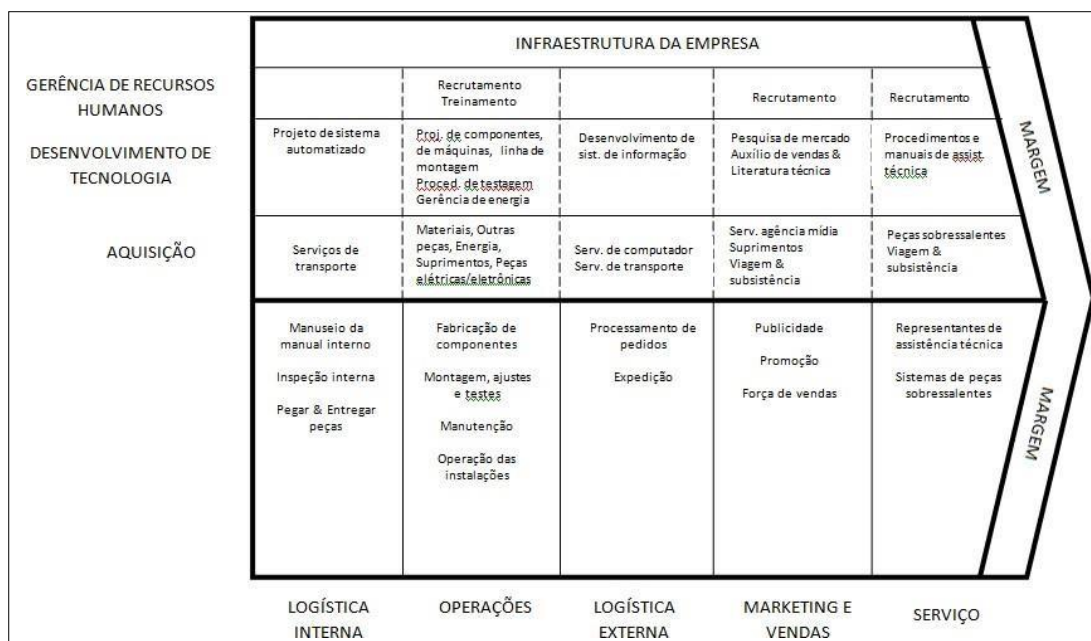 INFRAESTRUTURA DA EMPRESA
GERÊNCIA DE RECURSOS
HUMANOS
Recrutamento
Treinamento
Recrutamento
Recrutamento
DESENVOLVIMENTO DE
TECNOLOGIA
Projeto de sistema
automatizado
Proj. de componentes,
de máquinas, linha de
montagem
Proced. de testagem
Gerência de energia
Desenvolvimento de
sist. de informação
Pesquisa de mercado
Auxílio de vendas &
Literatura técnica
Procedimentos e
manuais de assist.
técnica
AQUISIÇÃO
Serviços de
transporte
Materiais, Outras
peças, Energia,
Suprimentos, Peças
elétricas/eletrônicas
Serv. de computador
Serv. de transporte
Serv. agência mídia
Suprimentos
Viagem &
subsistência
Peças sobressalentes
Viagem &
subsistência
MARGEM
Manuseio da
manual interno
Inspeção interna
Pegar & Entregar
peças
Fabricação de
componentes
Montagem, ajustes
e testes
Manutenção
Operação das
instalações
Processamento de
pedidos
Expedição
Publicidade
Promoção
Força de vendas
Representantes de
assistência técnica
Sistemas de peças
sobressalentes
MARGEM
LOGÍSTICA
INTERNA
OPERAÇÕES
LOGÍSTICA
EXTERNA
MARKETING E
VENDAS
SERVIÇO